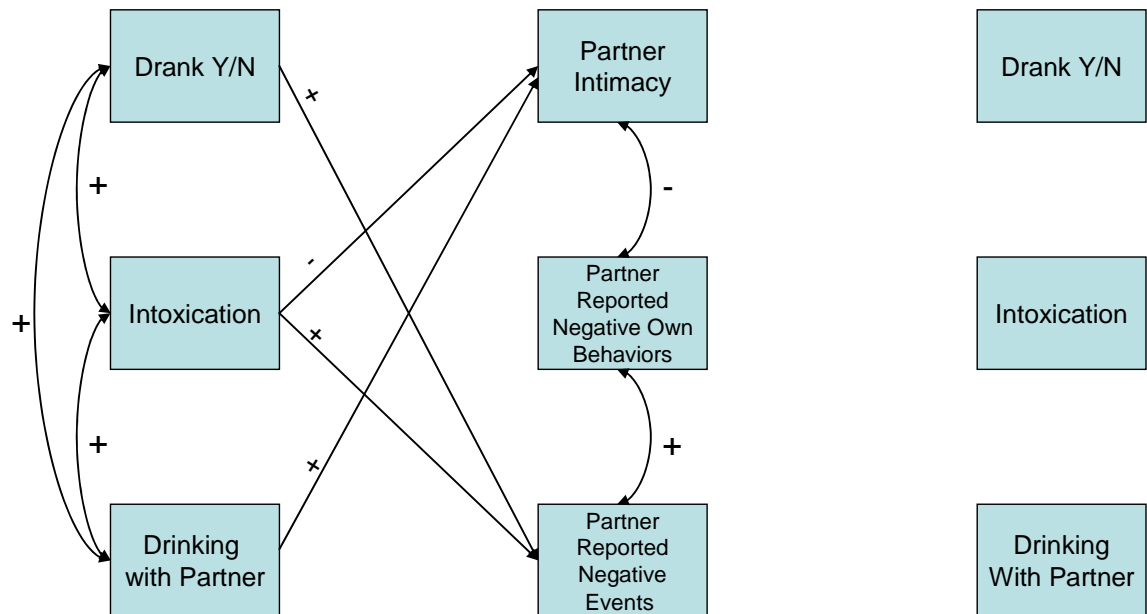 Drank Y/N
Partner
Intimacy
Drank Y/N
+
+
-
+
-
Intoxication
+
Partner
Reported
Negative Own
Behaviors
Intoxication
+
+
+
+
Drinking
with Partner
Partner
Reported
Negative
Events
Drinking
With Partner